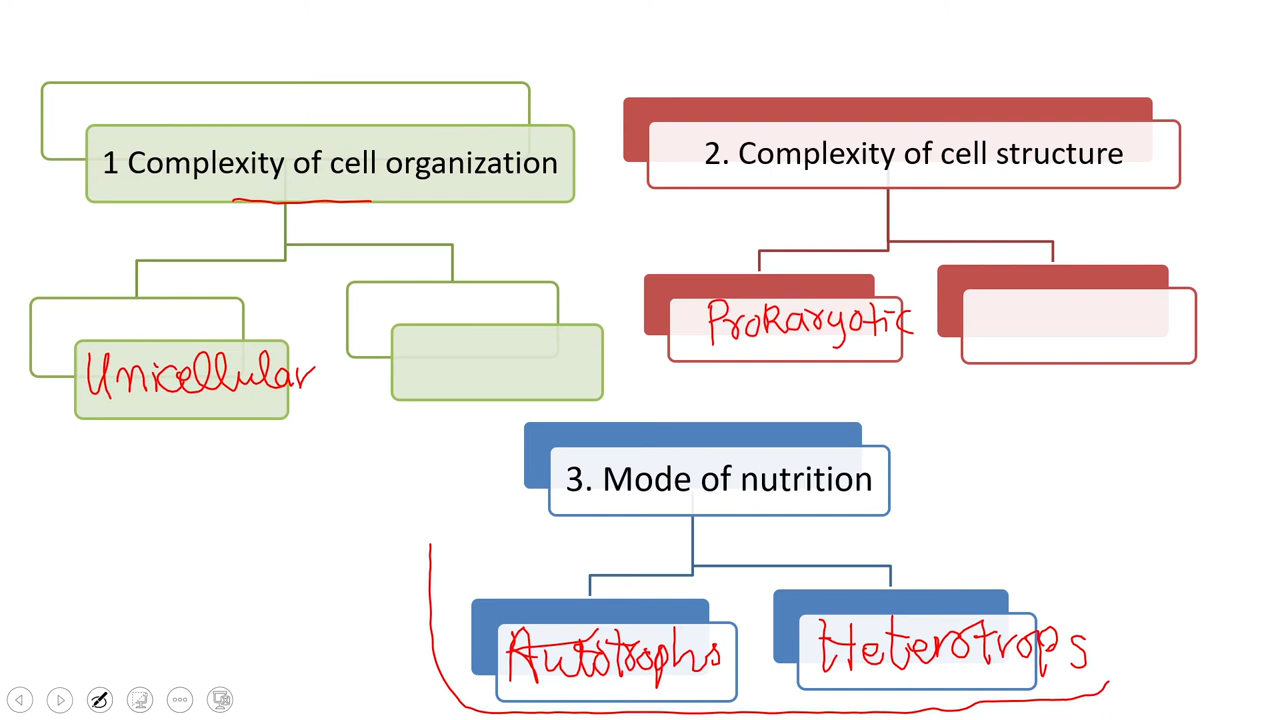 1 Complexity of cell organization
2. Complexity of cell structure
Unicellular
Prokaryotic
3. Mode of nutrition
Autotrophs
Heterotrops